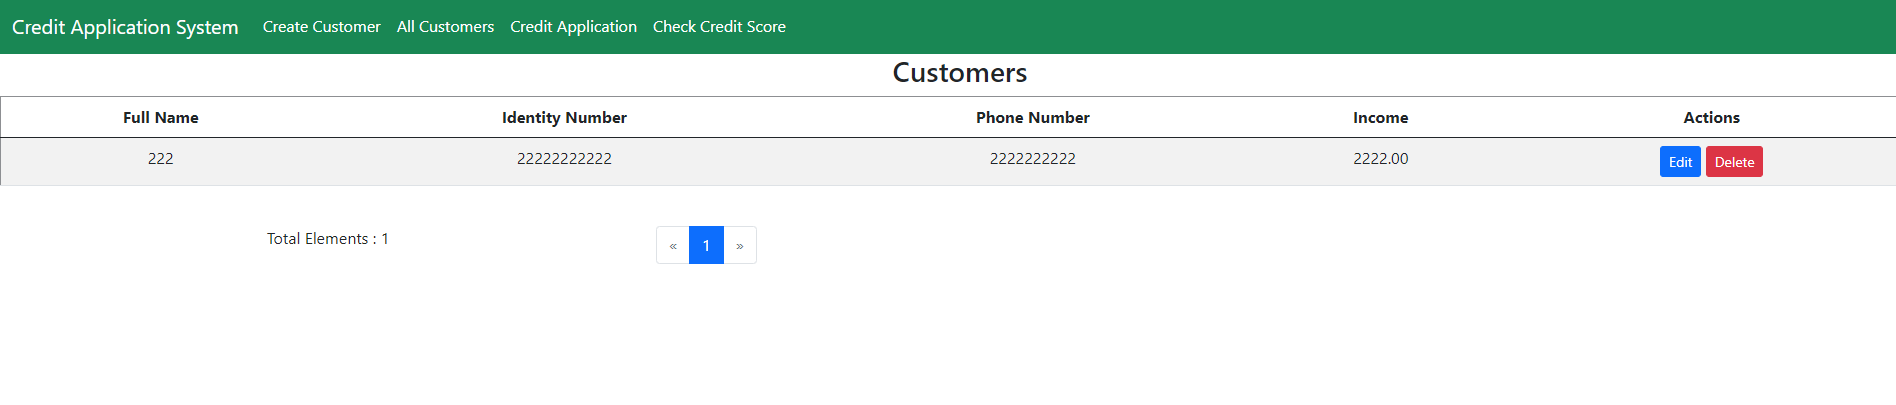 Credit Application System Create Customer All Customers Credit Application Check Credit Score
Customers
Full Name Identity Number Phone Number Income Actions
222 22222222222 2222222222 2222.00 Edit Delete
Total Elements : 1 « 1 »